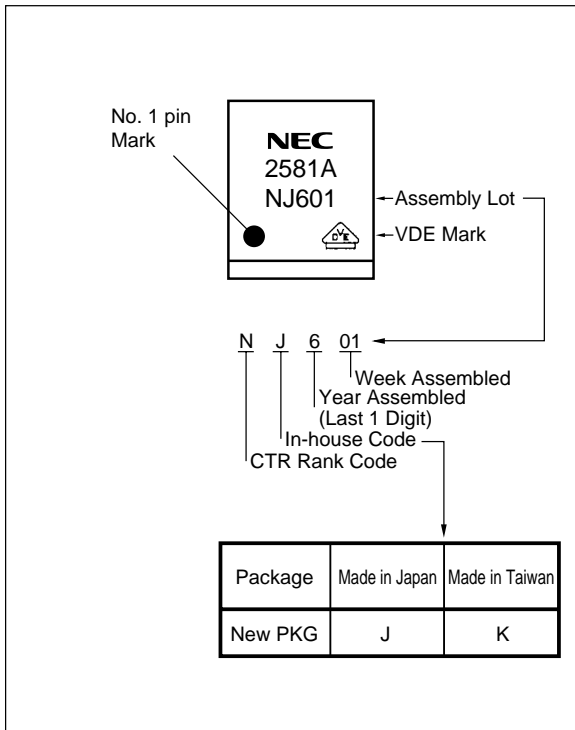 No. 1 pin
Mark
NEC
2581A
NJ601
Assembly Lot
VDE Mark
N J 6 01
Week Assembled
Year Assembled
(Last 1 Digit)
In-house Code
CTR Rank Code
Package Made in Japan Made in Taiwan
New PKG J K